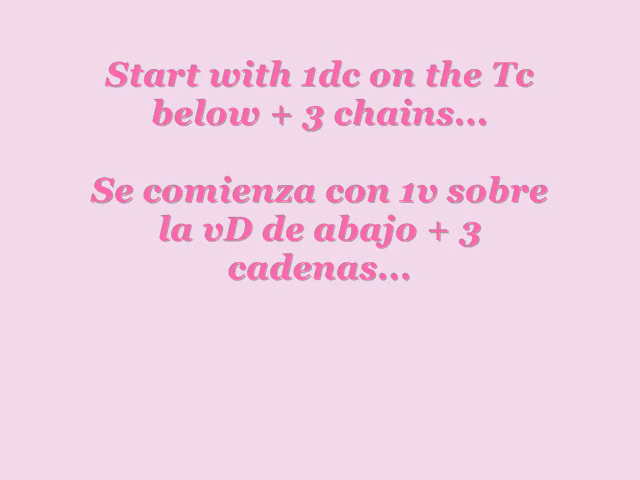 Start with 1dc on the Tc
below + 3 chains...
Se comienza con 1v sobre
la vD de abajo + 3
cadenas...